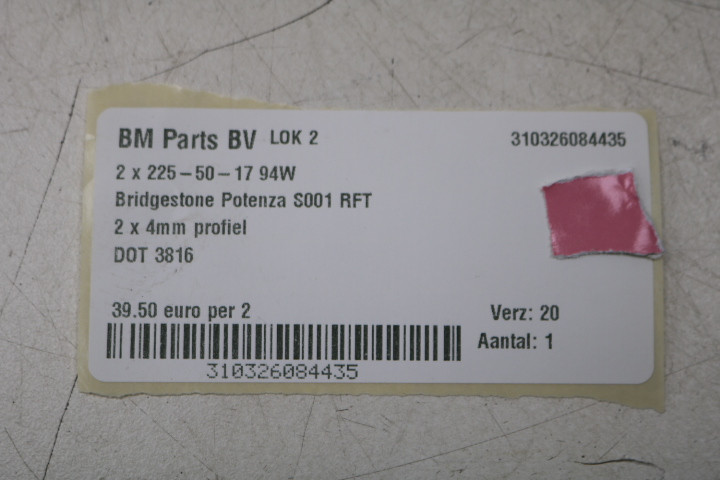 BM Parts BV LOK 2 310326084435
2 x 225-50-17 94W
Bridgestone Potenza S001 RFT
2 x 4mm profiel
DOT 3816
39.50 euro per 2 Verz: 20
Aantal: 1
310326084435